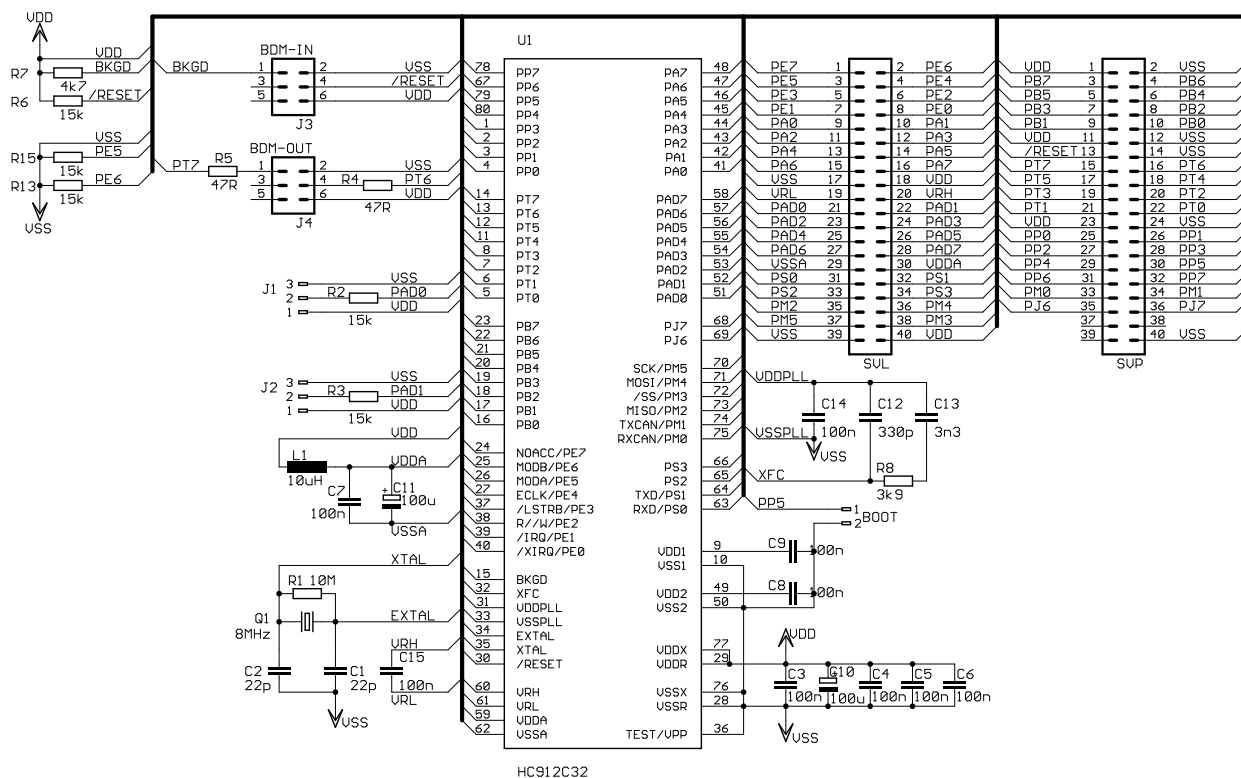 VDD
VDD
BKGD
R7
4k7
/RESET
R6
15k
VSS
PE5
R15
15k
PE6
R13
15k
VSS
BDM-IN
BKGD 1 2 VSS
3 4 /RESET
5 6 VDD
J3
BDM-OUT
PT7 R5 1 2 VSS
47R 3 4 R4 PT6
5 6 VDD
47R
J4
J1 3 VSS
2 R2 PAD0
1 VDD
15k
J2 3 VSS
2 R3 PAD1
1 VDD
15k
VDD
L1
VDDA
10uH
C7
100n
+
C11
100u
VSSA
XTAL
R1 10M
Q1
8MHz
EXTAL
C2
22p
C1
22p
VSS
VRH
C15
100n
VRL
U1
78 PP7
67 PP6
79 PP5
80 PP4
1 PP3
2 PP2
3 PP1
4 PP0
14 PT7
13 PT6
12 PT5
11 PT4
8 PT3
7 PT2
6 PT1
5 PT0
23 PB7
22 PB6
21 PB5
20 PB4
19 PB3
18 PB2
17 PB1
16 PB0
24 NOACC/PE7
25 MODB/PE6
26 MODA/PE5
27 ECLK/PE4
37 /LSTRB/PE3
38 R//W/PE2
39 /IRQ/PE1
40 /XIRQ/PE0
15 BKGD
32 XFC
31 VDDPLL
33 VSSPLL
34 EXTAL
35 XTAL
30 /RESET
60 VRH
61 VRL
59 VDDA
62 VSSA
PA7 48
PA6 47
PA5 46
PA4 45
PA3 44
PA2 43
PA1 42
PA0 41
PAD7 58
PAD6 57
PAD5 56
PAD4 55
PAD3 54
PAD2 53
PAD1 52
PAD0 51
PJ7 68
PJ6 69
SCK/PM5 70
MOSI/PM4 71
/SS/PM3 72
MISO/PM2 73
TXCAN/PM1 74
RXCAN/PM0 75
PS3 66
PS2 65
TXD/PS1 64
RXD/PS0 63
VDD1 9
VSS1 10
VDD2 49
VSS2 50
VDDX 77
VDDR 29
VSSX 76
VSSR 28
TEST/VPP 36
HC912C32
PE7 1 2 PE6
PE5 3 4 PE4
PE3 5 6 PE2
PE1 7 8 PE0
PA0 9 10 PA1
PA2 11 12 PA3
PA4 13 14 PA5
PA6 15 16 PA7
VSS 17 18 VDD
VRL 19 20 VRH
PAD0 21 22 PAD1
PAD2 23 24 PAD3
PAD4 25 26 PAD5
PAD6 27 28 PAD7
VSSA 29 30 VDDA
PS0 31 32 PS1
PS2 33 34 PS3
PM2 35 36 PM4
PM5 37 38 PM3
VSS 39 40 VDD
SVL
VDD 1 2 VSS
PB7 3 4 PB6
PB5 5 6 PB4
PB3 7 8 PB2
PB1 9 10 PB0
VDD 11 12 VSS
/RESET 13 14 VSS
PT7 15 16 PT6
PT5 17 18 PT4
PT3 19 20 PT2
PT1 21 22 PT0
VDD 23 24 VSS
PP0 25 26 PP1
PP2 27 28 PP3
PP4 29 30 PP5
PP6 31 32 PP7
PM0 33 34 PM1
PJ6 35 36 PJ7
37 38
39 40 VSS
SVP
VDDPLL
C14
100n
C12
330p
C13
3n3
VSSPLL
VSS
XFC
R8
3k9
PP5
1
2
BOOT
C9
100n
C8
100n
VDD
C3
100n
C10
100u
C4
100n
C5
100n
C6
100n
VSS